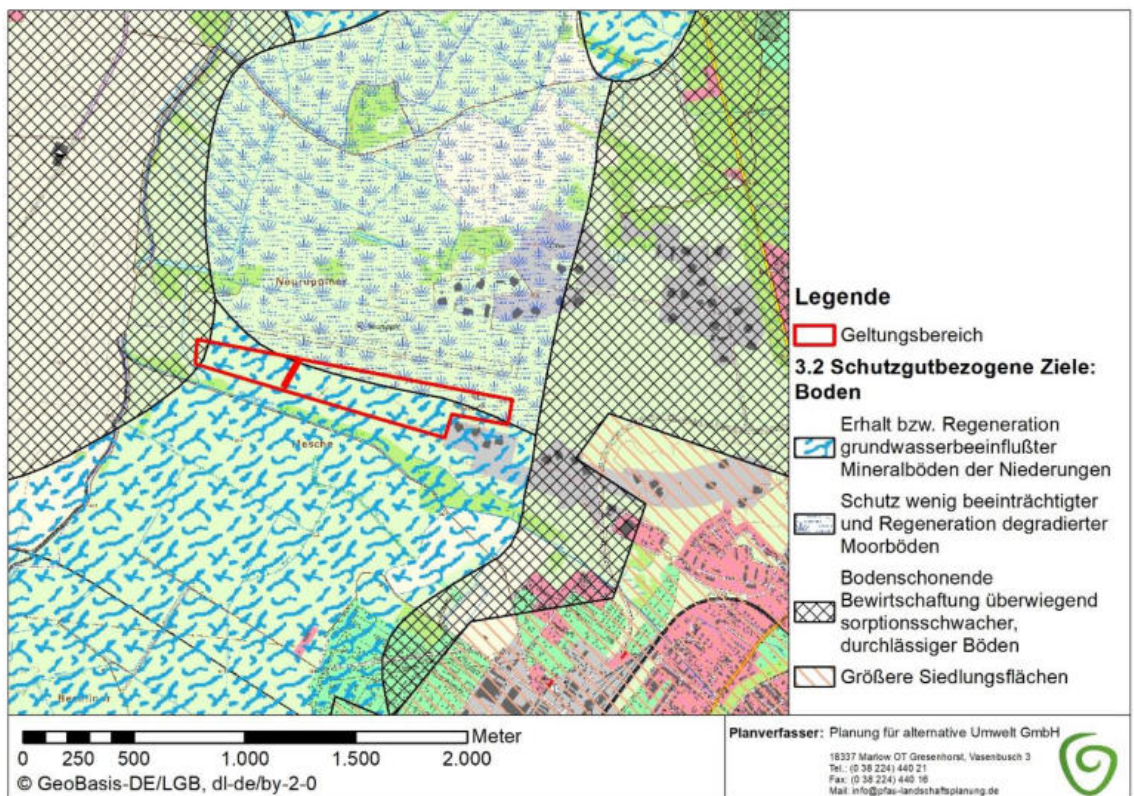 Neuruppiner
Mesche
Legende
Geltungsbereich
3.2 Schutzgutbezogene Ziele:
Boden
Erhalt bzw. Regeneration
grundwasserbeeinflußter
Mineralböden der Niederungen
Schutz wenig beeinträchtigter
und Regeneration degradierter
Moorböden
Bodenschonende
Bewirtschaftung überwiegend
sorptionsschwacher,
durchlässiger Böden
Größere Siedlungsflächen
Meter
0 250 500 1.000 1.500 2.000
© GeoBasis-DE/LGB, dl-de/by-2-0
Planverfasser: Planung für alternative Umwelt GmbH
18337 Marlow OT Gresenhorst, Vasenbusch 3
Tel.: (0 38 224) 440 21
Fax: (0 38 224) 440 16
Mail: info@pfau-landschaftsplanung.de